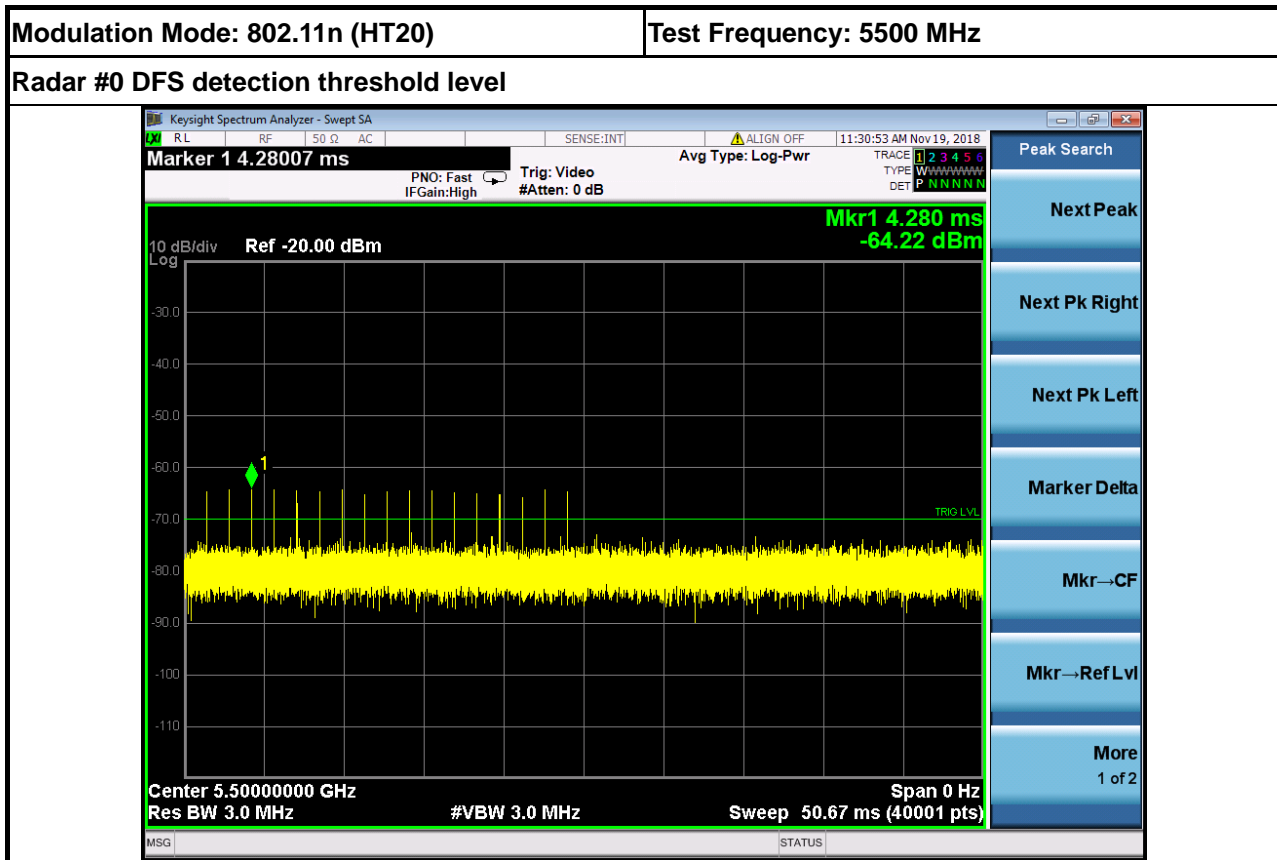 Modulation Mode: 802.11n (HT20) Test Frequency: 5500 MHz
Radar #0 DFS detection threshold level
Keysight Spectrum Analyzer - Swept SA
LXI RL RF 50 Ω AC SENSE:INT ALIGN OFF 11:30:53 AM Nov 19, 2018
Marker 1 4.28007 ms
PNO: Fast
IFGain:High
Trig: Video
#Atten: 0 dB
Avg Type: Log-Pwr
TRACE 1 2 3 4 5 6
TYPE WWWWWW
DET P N N N N N
Mkr1 4.280 ms
-64.22 dBm
10 dB/div Ref -20.00 dBm
Log
-30.0
-40.0
-50.0
-60.0
-70.0
-80.0
-90.0
-100
-110
1
TRIG LVL
Center 5.50000000 GHz Span 0 Hz
Res BW 3.0 MHz #VBW 3.0 MHz Sweep 50.67 ms (40001 pts)
MSG STATUS
Peak Search
Next Peak
Next Pk Right
Next Pk Left
Marker Delta
Mkr→CF
Mkr→Ref Lvl
More
1 of 2